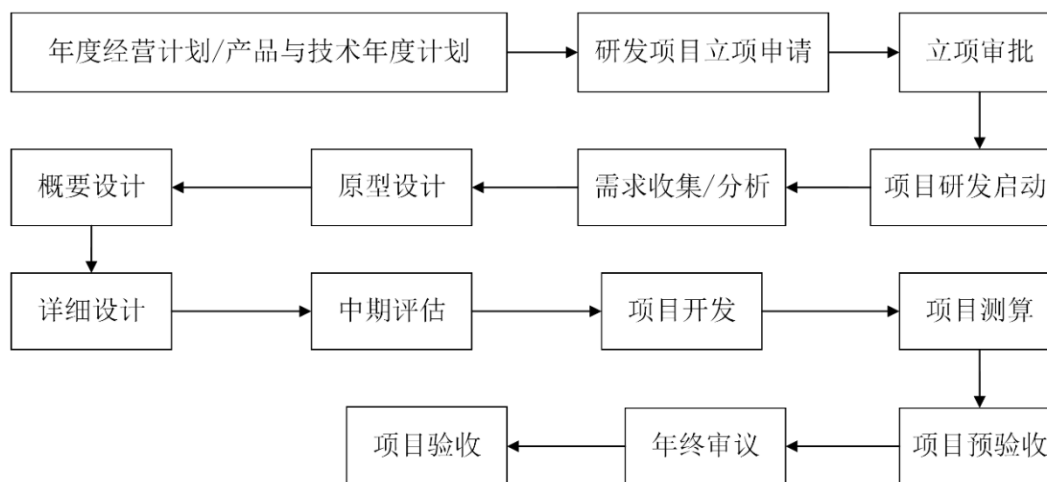 年度经营计划/产品与技术年度计划
研发项目立项申请
立项审批
项目研发启动
需求收集/分析
原型设计
概要设计
详细设计
中期评估
项目开发
项目测算
项目预验收
年终审议
项目验收